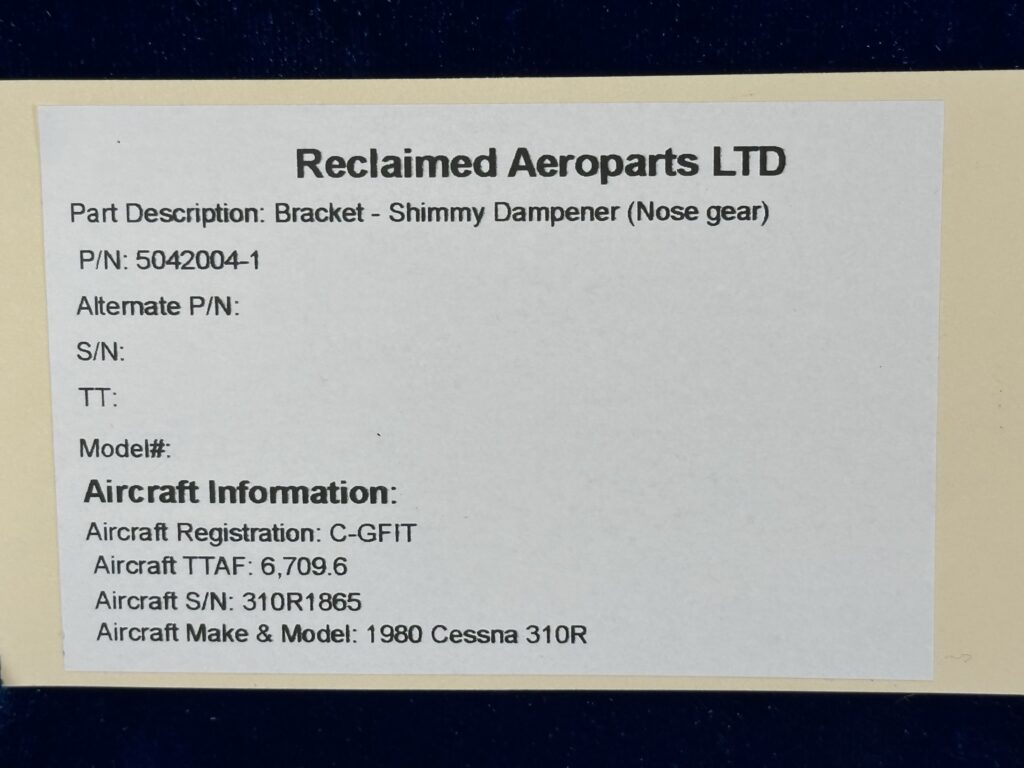 Reclaimed Aeroparts LTD
Part Description: Bracket - Shimmy Dampener (Nose gear)
P/N: 5042004-1
Alternate P/N:
S/N:
TT:
Model#:
Aircraft Information:
Aircraft Registration: C-GFIT
Aircraft TTAF: 6,709.6
Aircraft S/N: 310R1865
Aircraft Make & Model: 1980 Cessna 310R